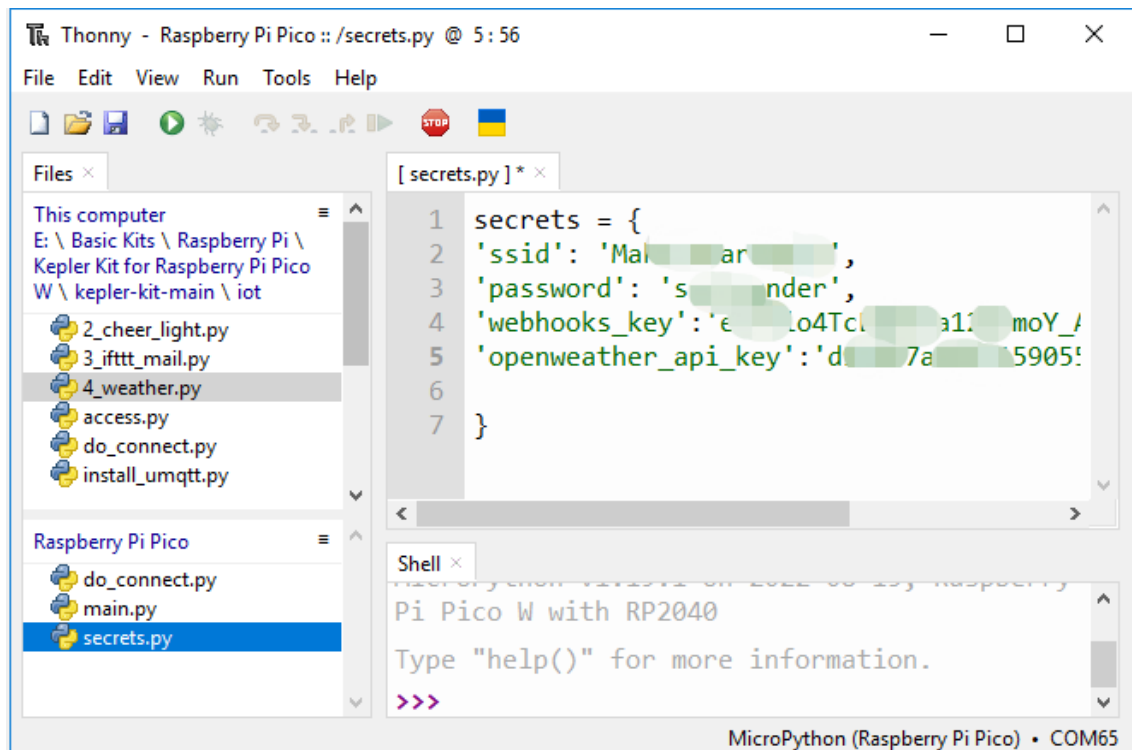 Thonny - Raspberry Pi Pico :: /secrets.py @ 5 : 56
File Edit View Run Tools Help
STOP
Files
This computer
E: \ Basic Kits \ Raspberry Pi \
Kepler Kit for Raspberry Pi Pico
W \ kepler-kit-main \ iot
2_cheer_light.py
3_ifttt_mail.py
4_weather.py
access.py
do_connect.py
install_umqtt.py
Raspberry Pi Pico
do_connect.py
main.py
secrets.py
[ secrets.py ] *
1 secrets = {
2 'ssid': '
3 'password': '
4 'webhooks_key':'
5 'openweather_api_key':'
6
7 }
Shell
Pi Pico W with RP2040
Type "help()" for more information.
>>>
MicroPython (Raspberry Pi Pico) • COM65